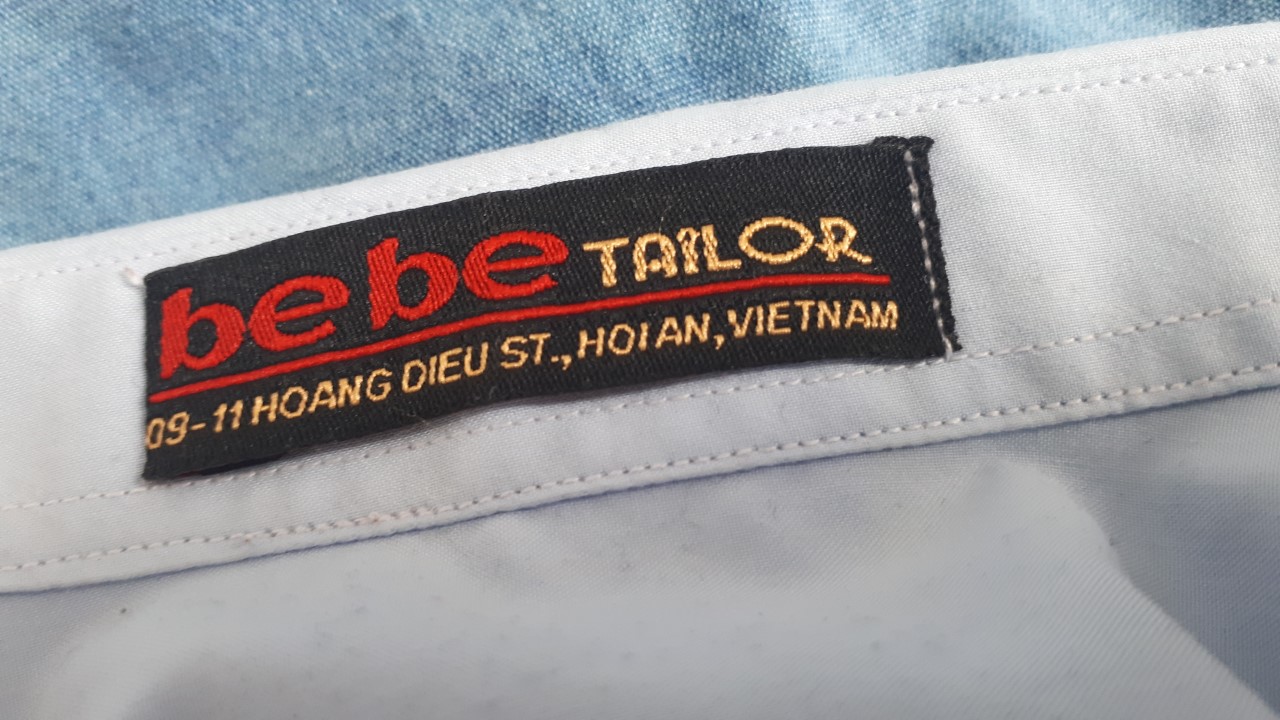 bebe TAILOR
09-11 HOANG DIEU ST., HOI AN, VIETNAM